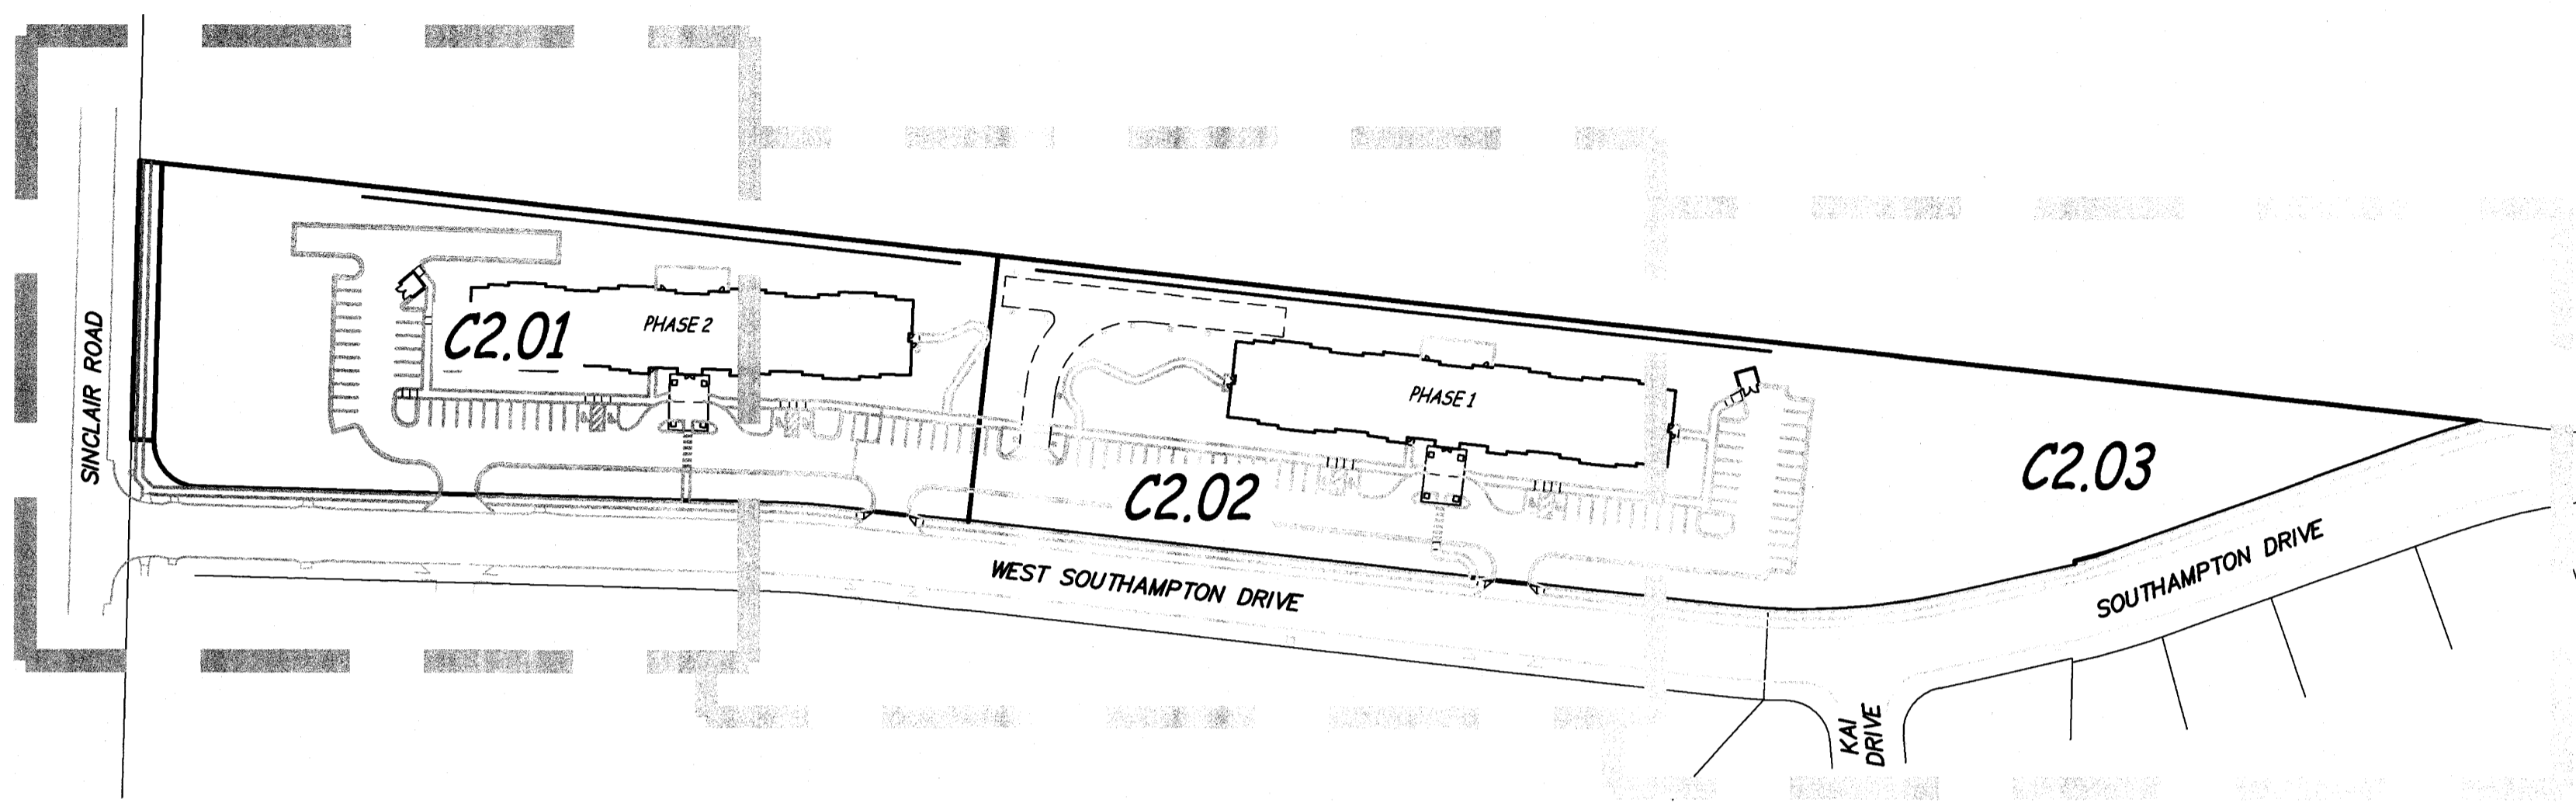 SINCLAIR ROAD
C2.01
PHASE 2
PHASE 1
C2.02
C2.03
WEST SOUTHAMPTON DRIVE
SOUTHAMPTON DRIVE
KAI
DRIVE